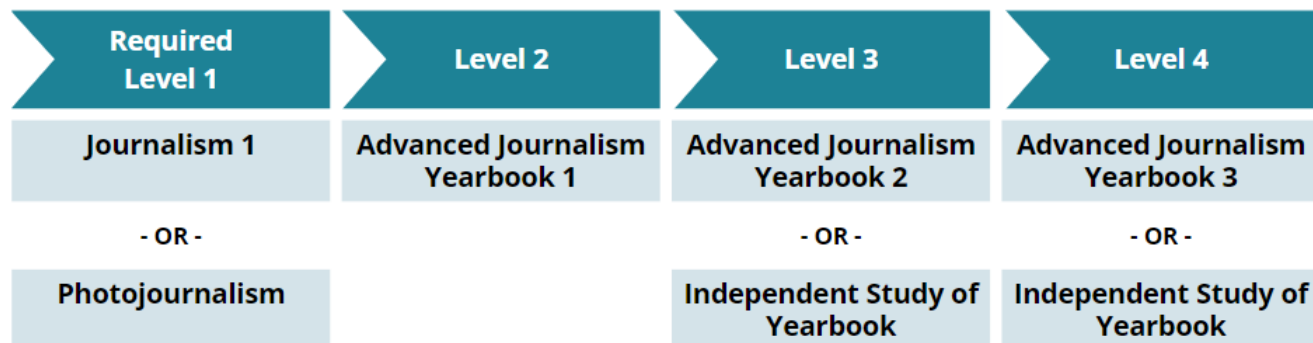 Required
Level 1
Level 2
Level 3
Level 4
Journalism 1
Advanced Journalism
Yearbook 1
Advanced Journalism
Yearbook 2
Advanced Journalism
Yearbook 3
- OR -
- OR -
- OR -
Photojournalism
Independent Study of
Yearbook
Independent Study of
Yearbook